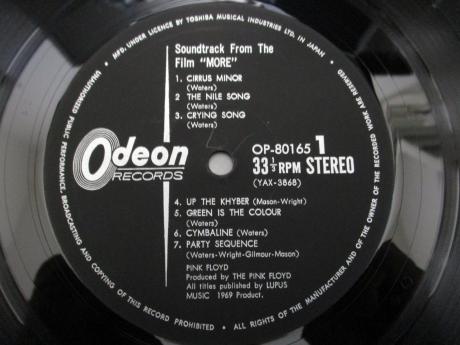 MFD. UNDER LICENCE BY TOSHIBA MUSICAL INDUSTRIES LTD. IN JAPAN
Soundtrack From The
Film "MORE"
1. CIRRUS MINOR
(Waters)
2 THE NILE SONG
(Waters)
3. CRYING SONG
(Waters)
Odeon
RECORDS
OP-80165 1
33 1/3 RPM STEREO
(YAX-3868)
4. UP THE KHYBER (Mason-Wright)
5. GREEN IS THE COLOUR
6. CYMBALINE (Waters)
7. PARTY SEQUENCE
(Waters-Wright-Gilmour-Mason)
PINK FLOYD
Produced by THE PINK FLOYD
All titles published by LUPUS
MUSIC 1969 Product.
ALL RIGHTS OF THE MANUFACTURER AND OF THE OWNER OF THE RECORDED WORK ARE RESERVED
UNAUTHORIZED PUBLIC PERFORMANCE, BROADCASTING AND COPYING OF THIS RECORD PROHIBITED